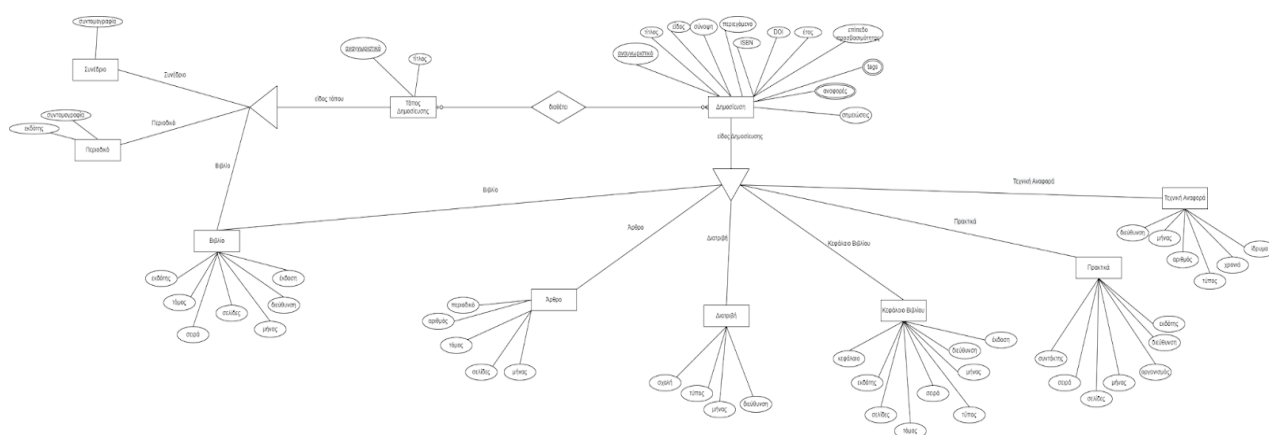 συντομογραφία
Συνέδριο
Συνέδριο
συντομογραφία
εκδότης
Περιοδικά
Περιοδικά
Βιβλίο
είδος τόπου
αναγνωριστικό
τίτλος
Τόπος
Δημοσίευσης
διαθέτει
αναγνωριστικό
τίτλος
είδος
σύνοψη
περιεχόμενο
ISBN
DOI
έτος
επίπεδο
προσβασιμότητας
tags
αναφορές
σημειώσεις
Δημοσίευση
είδος Δημοσίευσης
Βιβλίο
Άρθρο
Διατριβή
Κεφάλαιο Βιβλίου
Πρακτικά
Τεχνική Αναφορά
Βιβλίο
εκδότης
τόμος
σειρά
σελίδες
μήνας
διεύθυνση
έκδοση
Άρθρο
περιοδικό
αριθμός
τόμος
σελίδες
μήνας
Διατριβή
σχολή
τύπος
μήνας
διεύθυνση
Κεφάλαιο Βιβλίου
κεφάλαιο
εκδότης
σελίδες
τόμος
σειρά
τύπος
μήνας
διεύθυνση
έκδοση
Πρακτικά
συντάκτης
σειρά
σελίδες
μήνας
οργανισμός
διεύθυνση
εκδότης
Τεχνική Αναφορά
διεύθυνση
μήνας
αριθμός
τύπος
χρονιά
ίδρυμα